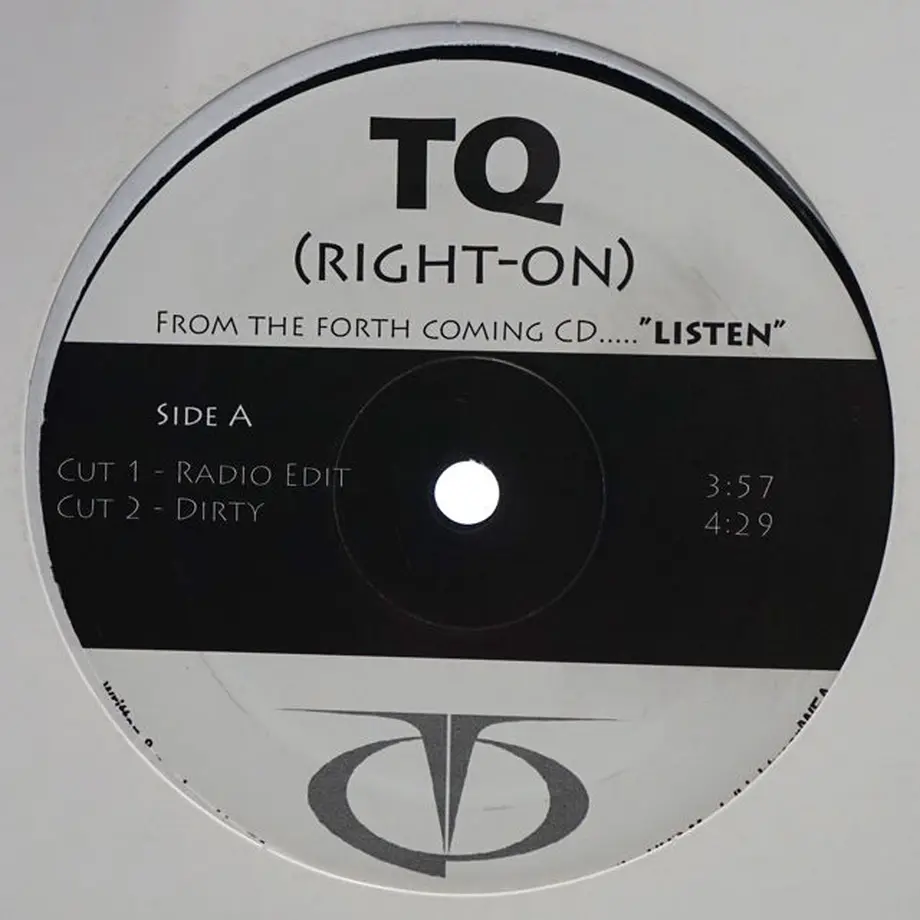 TQ
(RIGHT-ON)
FROM THE FORTH COMING CD....."LISTEN"
SIDE A
CUT 1 - RADIO EDIT 3:57
CUT 2 - DIRTY 4:29